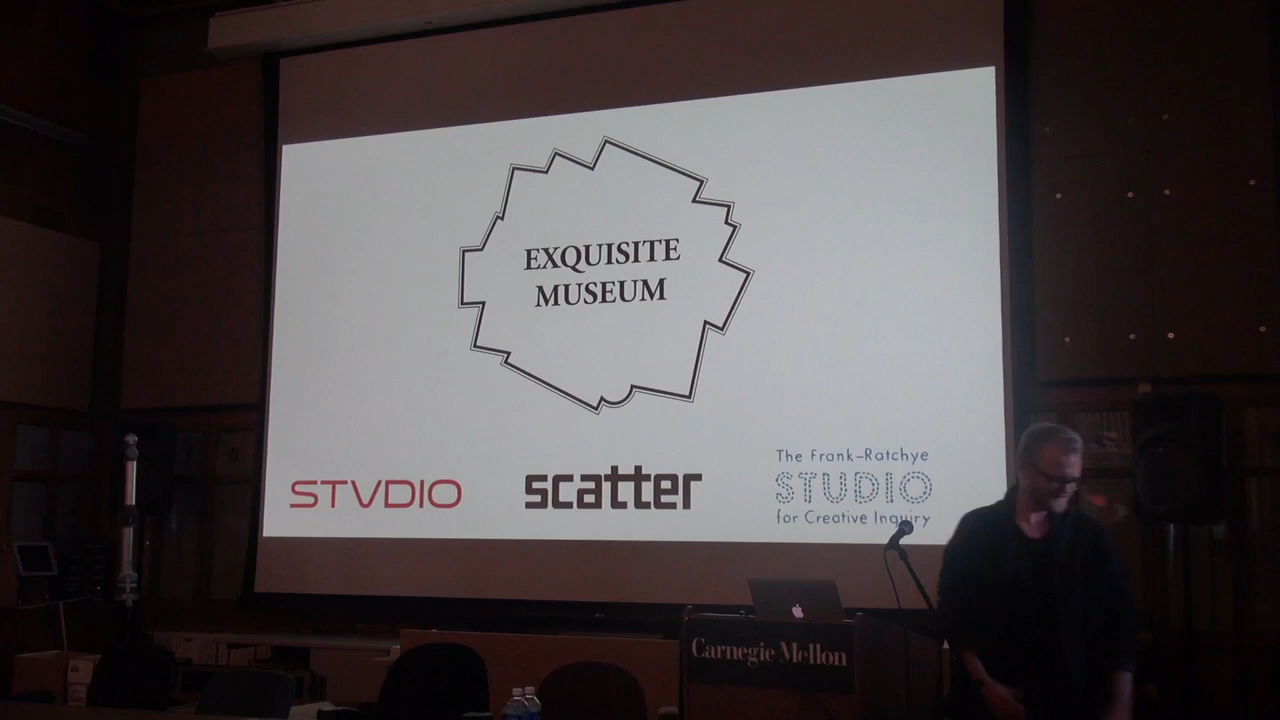 EXQUISITE
MUSEUM
STVDIO
scatter
The Frank-Ratchye
STUDIO
for Creative Inquiry
Carnegie Mellon